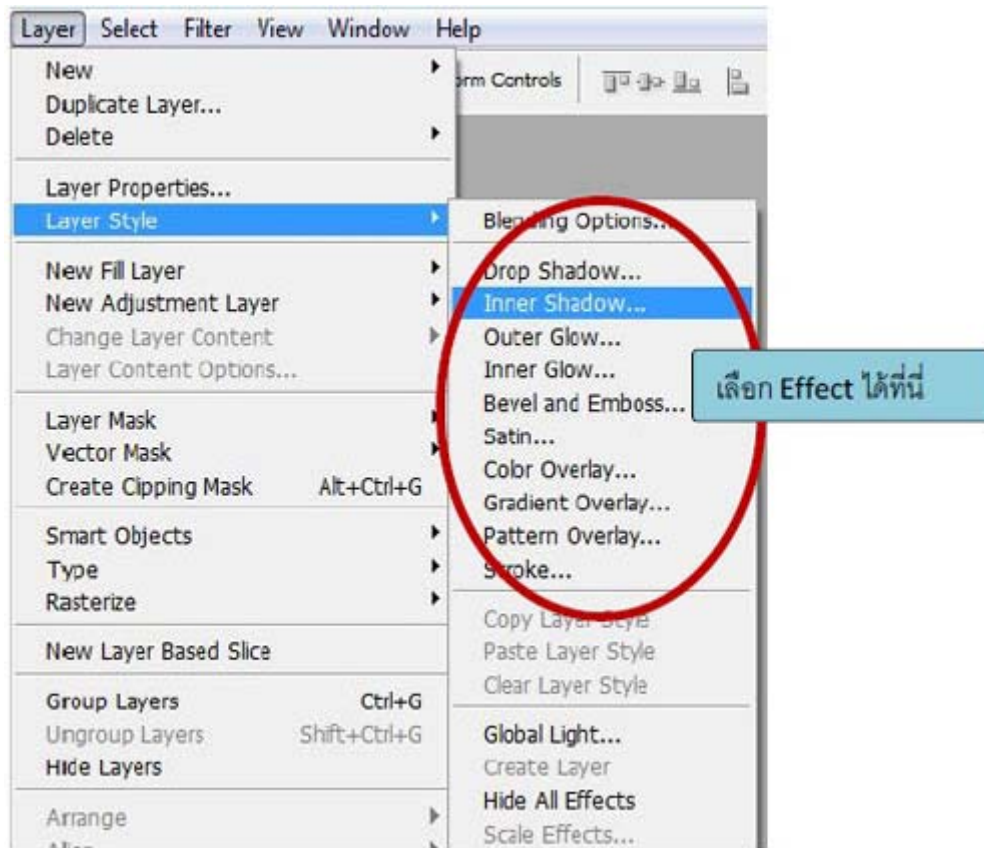 Layer Select Filter View Window Help
New
Duplicate Layer...
Delete
Layer Properties...
Layer Style
New Fill Layer
New Adjustment Layer
Change Layer Content
Layer Content Options...
Layer Mask
Vector Mask
Create Clipping Mask Alt+Ctrl+G
Smart Objects
Type
Rasterize
New Layer Based Slice
Group Layers Ctrl+G
Ungroup Layers Shift+Ctrl+G
Hide Layers
Arrange
orm Controls
Blending Options...
Drop Shadow...
Inner Shadow...
Outer Glow...
Inner Glow...
Bevel and Emboss...
Satin...
Color Overlay...
Gradient Overlay...
Pattern Overlay...
Stroke...
Copy Layer Style
Paste Layer Style
Clear Layer Style
Global Light...
Create Layer
Hide All Effects
Scale Effects...
เลือก Effect ได้ที่นี่